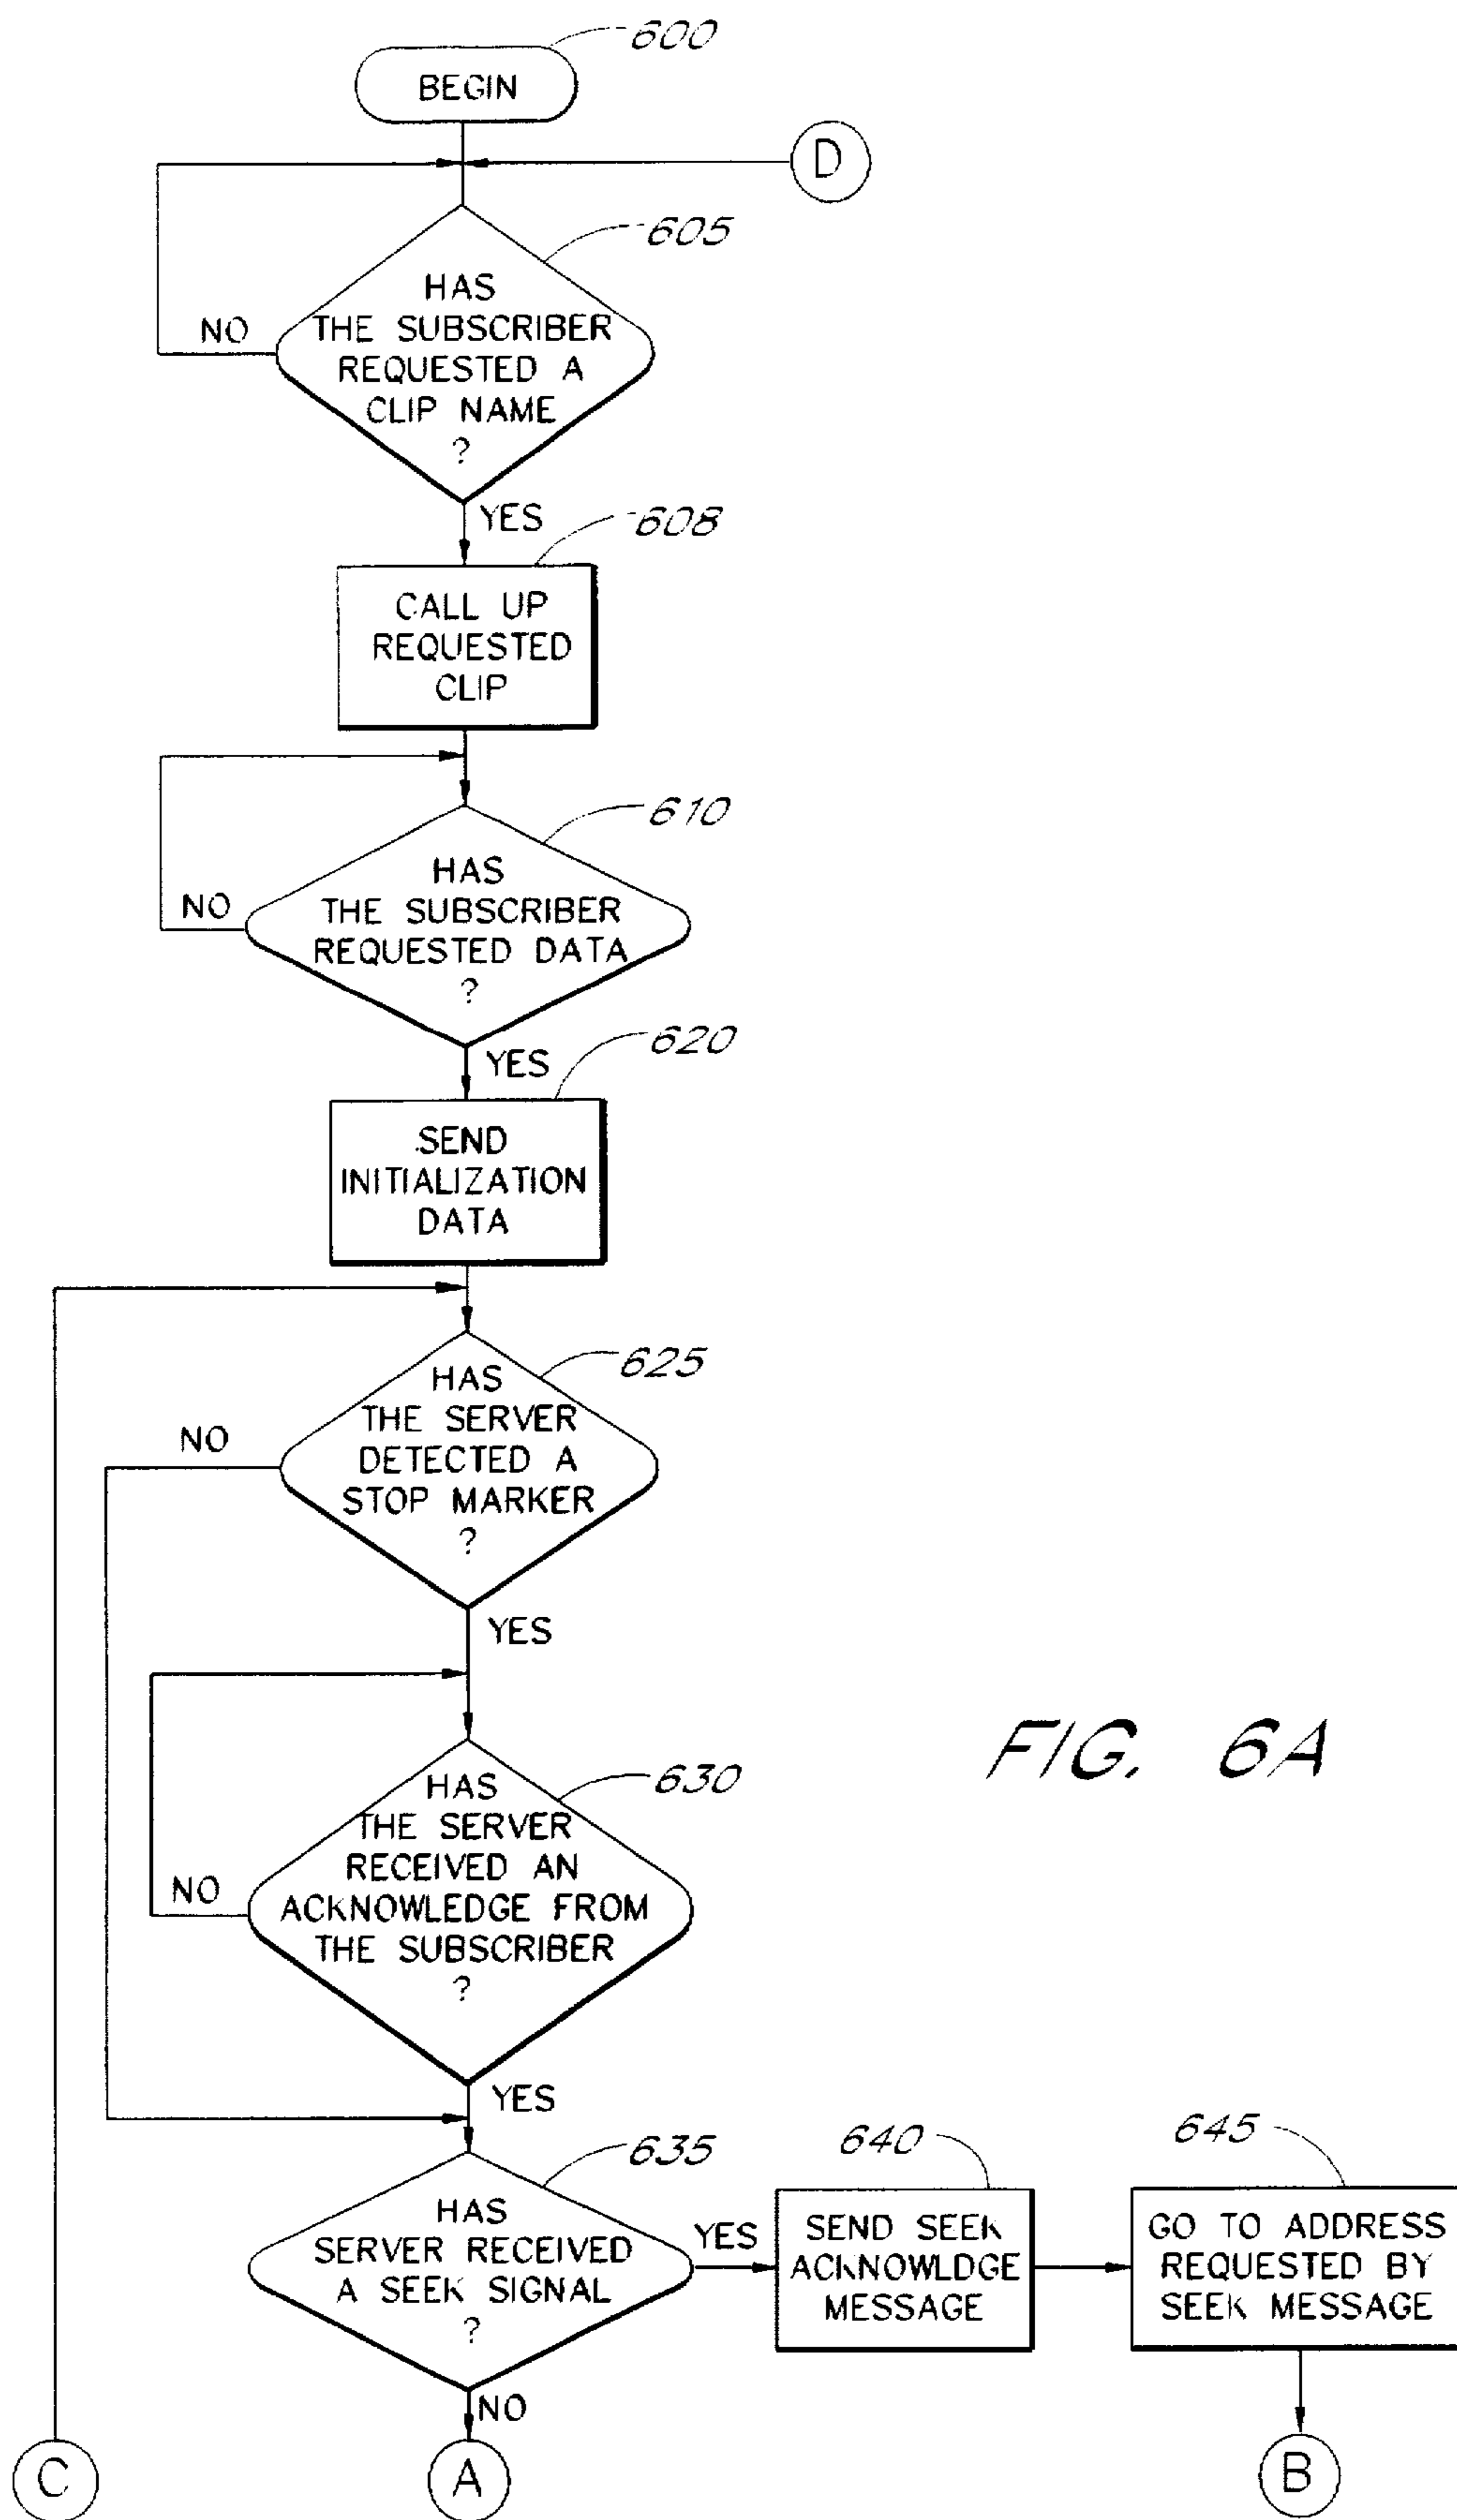 600
BEGIN
D
605
HAS
THE SUBSCRIBER
REQUESTED A
CLIP NAME
?
NO
YES
608
CALL UP
REQUESTED
CLIP
610
HAS
THE SUBSCRIBER
REQUESTED DATA
?
NO
YES
620
SEND
INITIALIZATION
DATA
625
HAS
THE SERVER
DETECTED A
STOP MARKER
?
NO
YES
630
HAS
THE SERVER
RECEIVED AN
ACKNOWLEDGE FROM
THE SUBSCRIBER
?
NO
YES
FIG. 6A
635
HAS
SERVER RECEIVED
A SEEK SIGNAL
?
YES
640
SEND SEEK
ACKNOWLDGE
MESSAGE
645
GO TO ADDRESS
REQUESTED BY
SEEK MESSAGE
NO
C
A
B